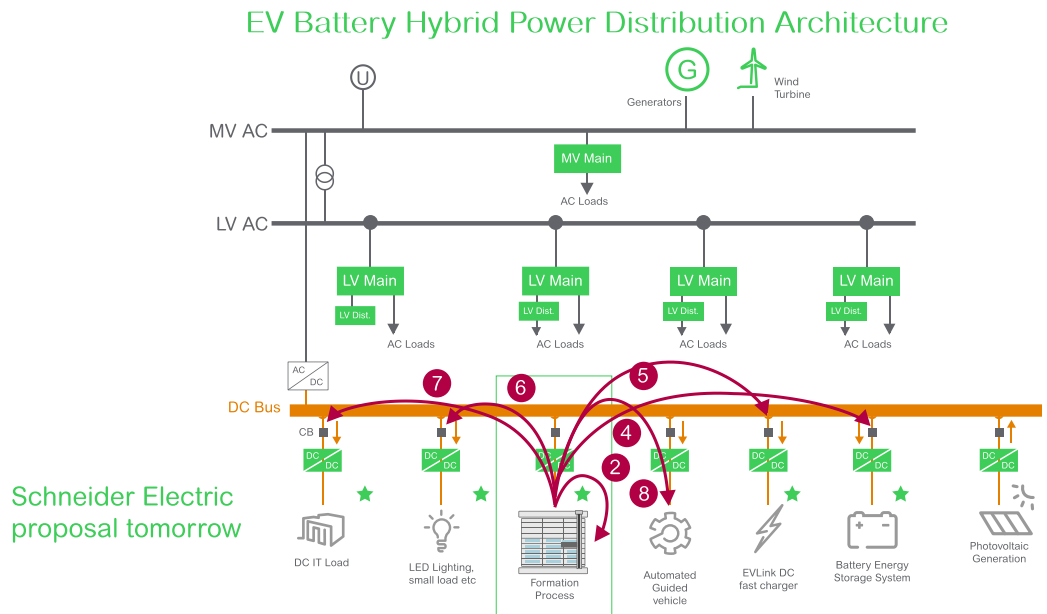 EV Battery Hybrid Power Distribution Architecture
U
G
Generators
Wind
Turbine
MV AC
MV Main
AC Loads
LV AC
LV Main
LV Main
LV Main
LV Main
LV Dist.
LV Dist.
LV Dist.
LV Dist.
AC Loads
AC Loads
AC Loads
AC Loads
AC
DC
7
6
5
DC Bus
CB
4
2
8
DC
DC
DC
DC
DC
DC
DC
DC
DC
DC
DC
DC
DC
DC
Schneider Electric
proposal tomorrow
DC IT Load
LED Lighting,
small load etc
Formation
Process
Automated
Guided
vehicle
EVLink DC
fast charger
Battery Energy
Storage System
Photovoltaic
Generation